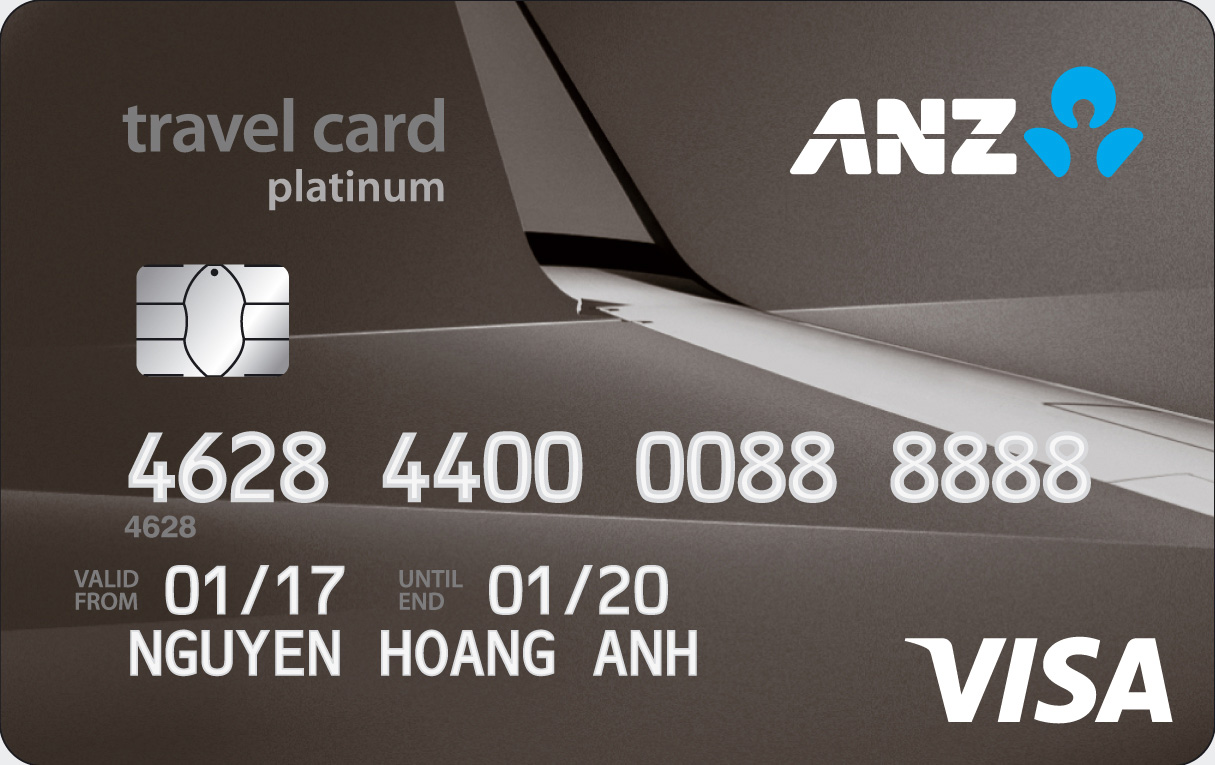 travel card
platinum
ANZ
4628 4400 0088 8888
4628
VALID FROM 01/17 UNTIL END 01/20
NGUYEN HOANG ANH
VISA